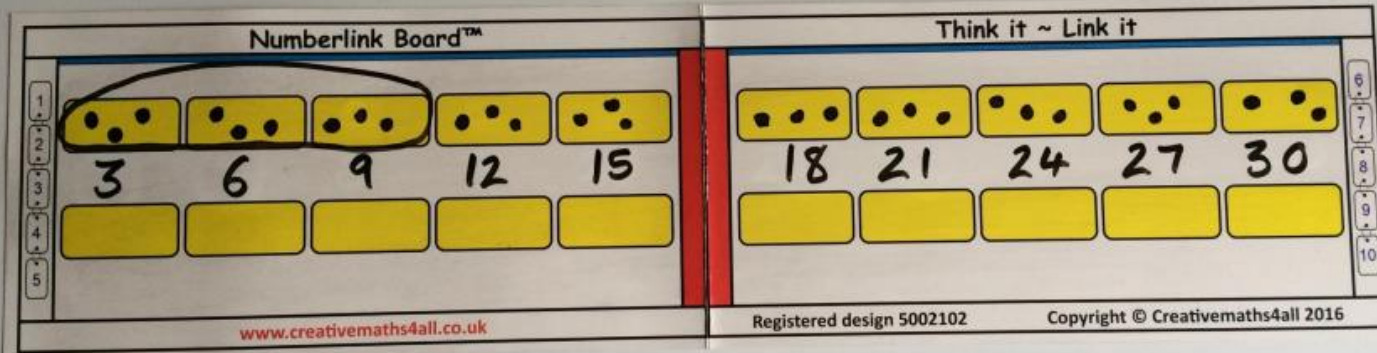 Numberlink Board™
Think it ~ Link it
1
2
3
4
5
3 6 9 12 15
18 21 24 27 30
6
7
8
9
10
www.creativemaths4all.co.uk
Registered design 5002102
Copyright © Creativemaths4all 2016